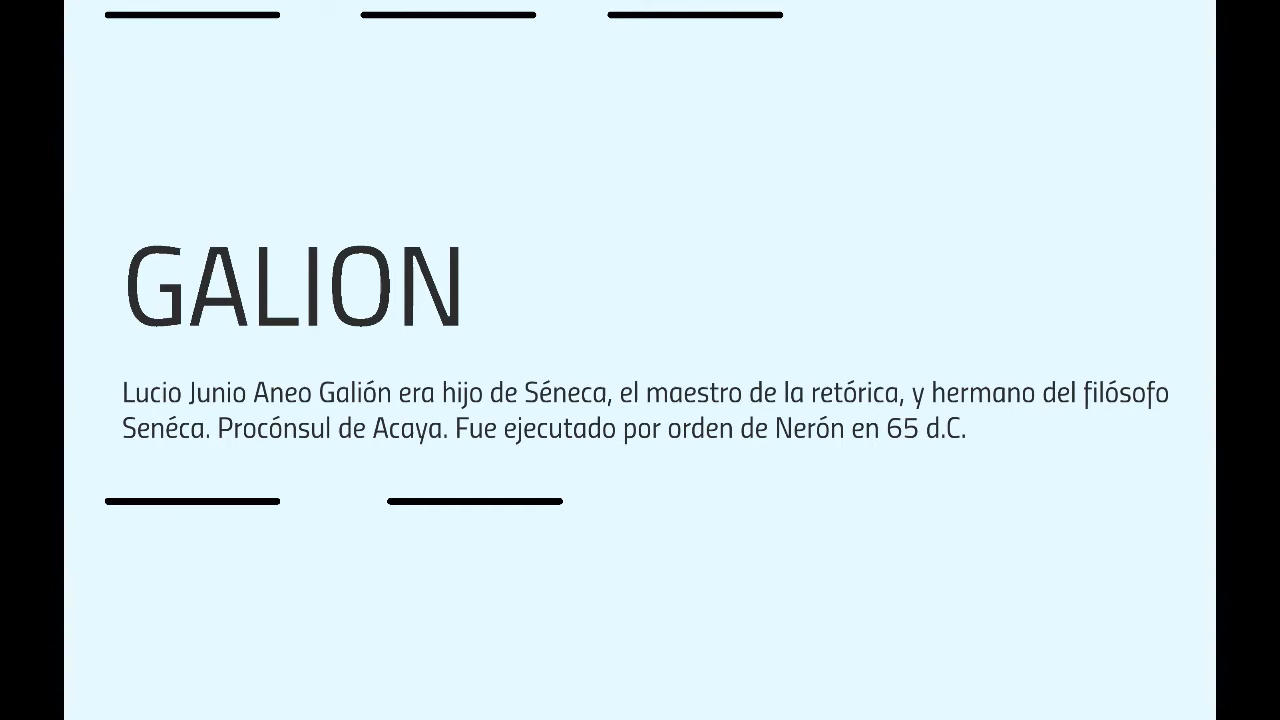 GALION
Lucio Junio Aneo Galión era hijo de Séneca, el maestro de la retórica, y hermano del filósofo
Senéca. Procónsul de Acaya. Fue ejecutado por orden de Nerón en 65 d.C.